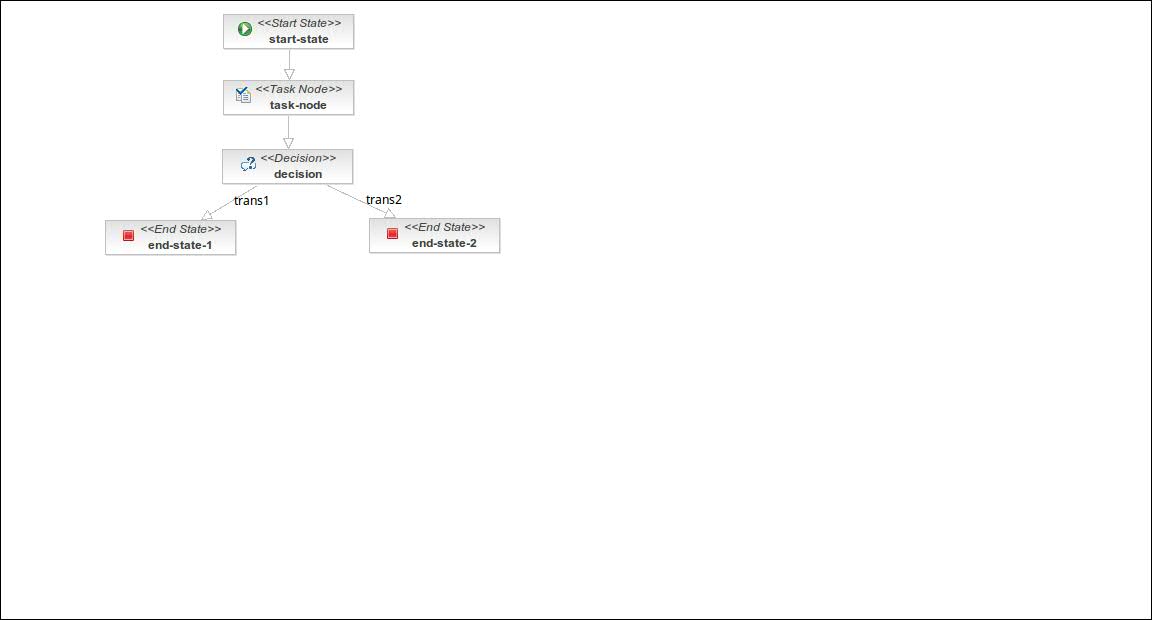 <<Start State>>
start-state
<<Task Node>>
task-node
<<Decision>>
decision
trans1
trans2
<<End State>>
end-state-1
<<End State>>
end-state-2